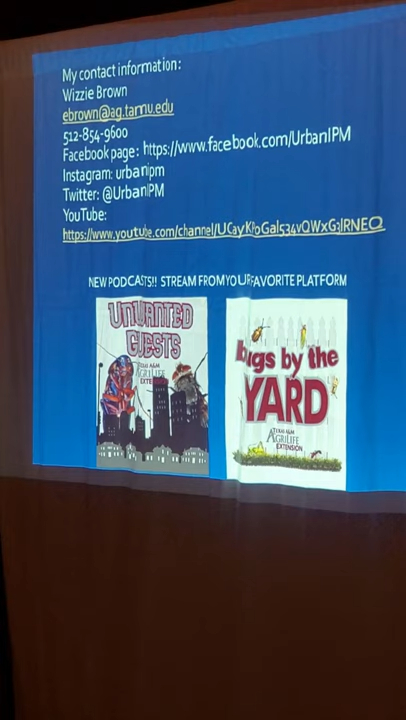 My contact information:
Wizzie Brown
ebrown@ag.tamu.edu
512-854-9600
Facebook page: https://www.facebook.com/UrbanIPM
Instagram: urbanipm
Twitter: @UrbanIPM
YouTube:
NEW PODCASTS!! STREAM FROM YOUR FAVORITE PLATFORM
UNWANTED
GUESTS
TEXAS A&M
AGRILIFE
EXTENSION
bugs by the
YARD
TEXAS A&M
AGRILIFE
EXTENSION